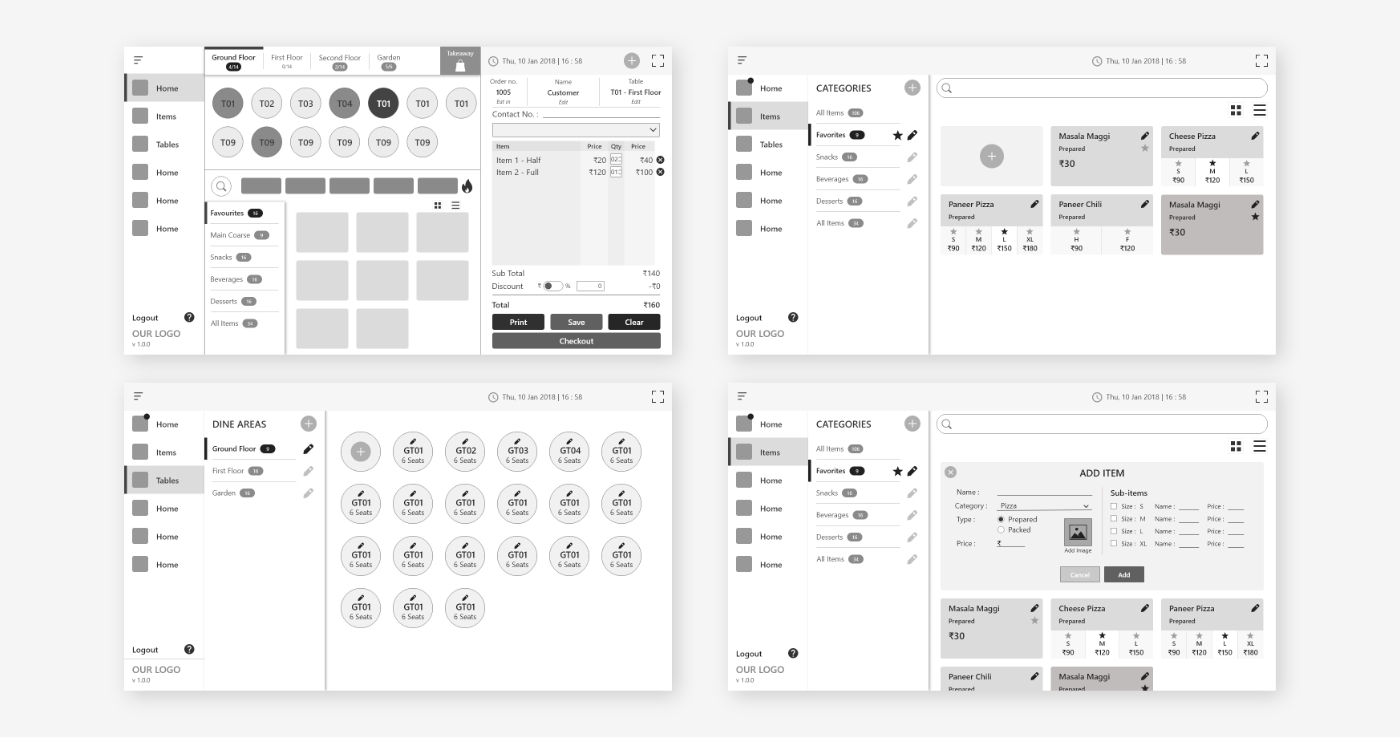 Ground Floor First Floor Second Floor Garden Takeaway
4/14 0/14 2/14 5/5
Thu, 10 Jan 2018 | 16 : 58
Home
Items
Tables
Home
Home
Home
T01 T02 T03 T04 T01 T01 T01
T09 T09 T09 T09 T09 T09
Favourites 16
Main Coarse 9
Snacks 16
Beverages 16
Desserts 16
All Items 34
Logout ?
OUR LOGO
v 1.0.0
Order no. Name Table
1005 Customer T01 - First Floor
Eat in Edit Edit
Contact No. :
Item Price Qty Price
Item 1 - Half ₹20 02 ₹40
Item 2 - Full ₹120 01 ₹100
Sub Total ₹140
Discount ₹ % 0 -₹0
Total ₹160
Print Save Clear
Checkout
Thu, 10 Jan 2018 | 16 : 58
Home
Items
Tables
Home
Home
Home
Logout ?
OUR LOGO
v 1.0.0
CATEGORIES
All Items 100
Favorites 9
Snacks 16
Beverages 16
Desserts 16
All Items 34
Masala Maggi
Prepared
₹30
Cheese Pizza
Prepared
S M L
₹90 ₹120 ₹150
Paneer Pizza
Prepared
S M L XL
₹90 ₹120 ₹150 ₹180
Paneer Chili
Prepared
H F
₹90 ₹120
Masala Maggi
Prepared
₹30
Thu, 10 Jan 2018 | 16 : 58
Home
Items
Tables
Home
Home
Home
Logout ?
OUR LOGO
v 1.0.0
DINE AREAS
Ground Floor 9
First Floor 16
Garden 16
GT01 GT02 GT03 GT04 GT01
6 Seats 6 Seats 6 Seats 6 Seats 6 Seats
GT01 GT01 GT01 GT01 GT01 GT01
6 Seats 6 Seats 6 Seats 6 Seats 6 Seats 6 Seats
GT01 GT01 GT01 GT01 GT01 GT01
6 Seats 6 Seats 6 Seats 6 Seats 6 Seats 6 Seats
GT01 GT01 GT01
6 Seats 6 Seats 6 Seats
Thu, 10 Jan 2018 | 16 : 58
Home
Items
Tables
Home
Home
Home
Logout ?
OUR LOGO
v 1.0.0
CATEGORIES
All Items 100
Favorites 9
Snacks 16
Beverages 16
Desserts 16
All Items 34
ADD ITEM
Name :
Category : Pizza
Type : Prepared
Packed
Price : ₹
Add Image
Sub-items
Size : S Name : Price :
Size : M Name : Price :
Size : L Name : Price :
Size : XL Name : Price :
Cancel Add
Masala Maggi
Prepared
₹30
Cheese Pizza
Prepared
S M L
₹90 ₹120 ₹150
Paneer Pizza
Prepared
S M L XL
₹90 ₹120 ₹150 ₹180
Paneer Chili
Prepared
Masala Maggi
Prepared